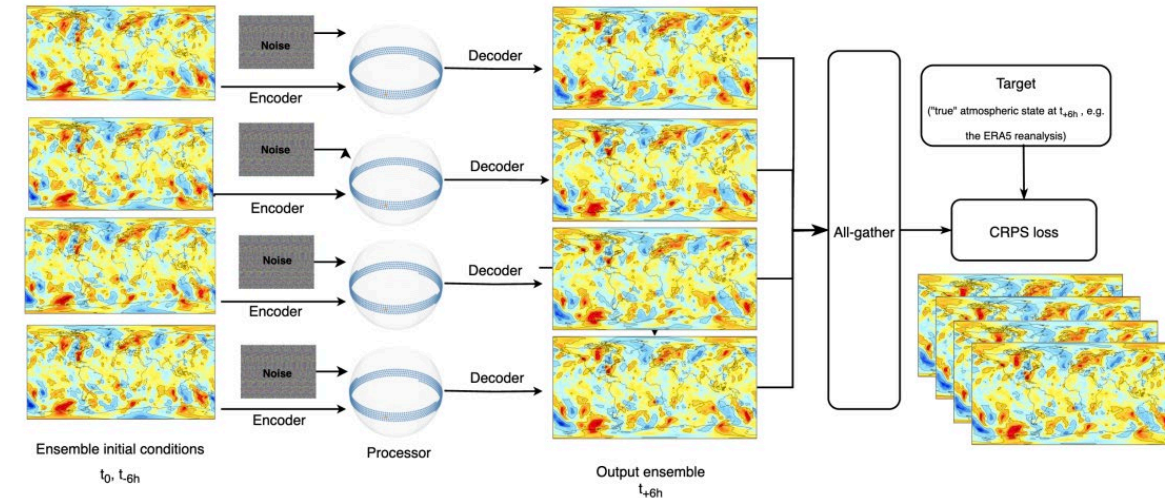 Noise
Encoder
Decoder
Noise
Encoder
Decoder
Noise
Encoder
Decoder
Noise
Encoder
Decoder
Ensemble initial conditions
t0, t-6h
Processor
Output ensemble
t+6h
All-gather
Target
("true" atmospheric state at t+6h , e.g.
the ERA5 reanalysis)
CRPS loss